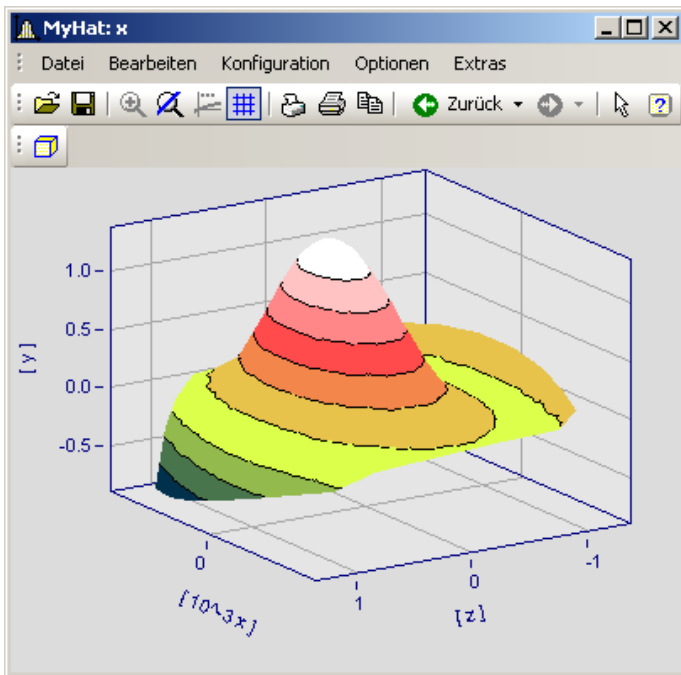 MyHat: x
Datei Bearbeiten Konfiguration Optionen Extras
Zurück
?
1.0
0.5
0.0
-0.5
[y]
0
[10^3x]
1
0
-1
[z]